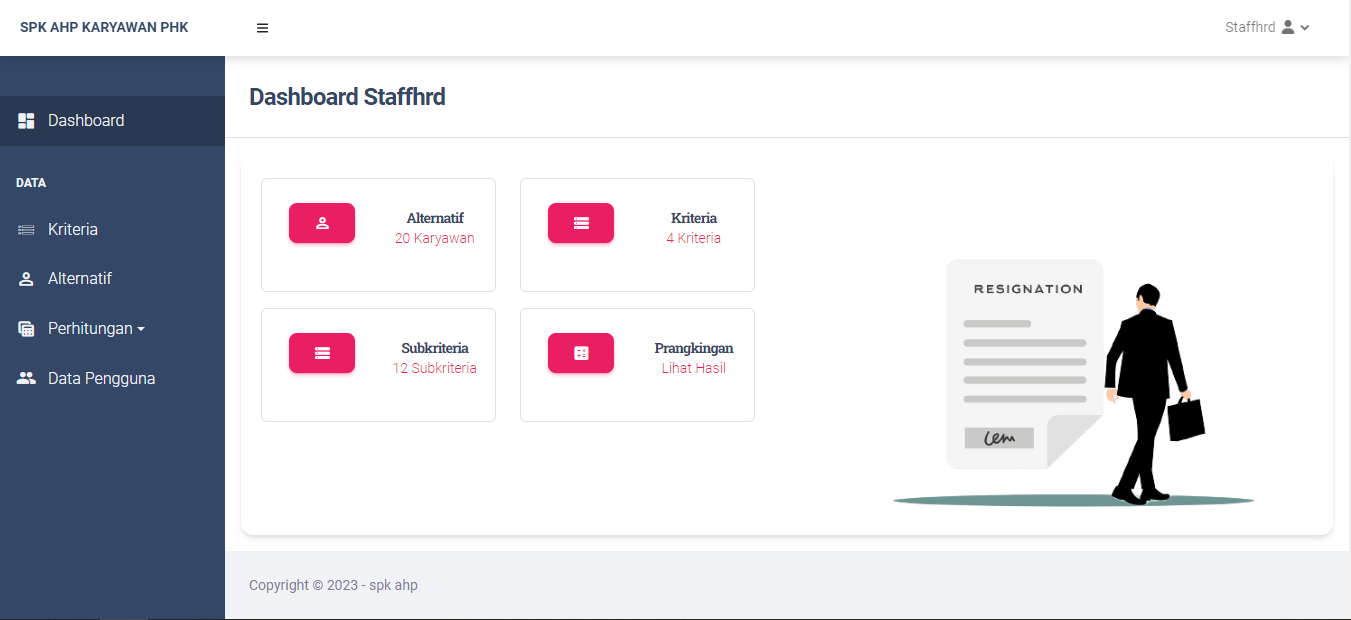 SPK AHP KARYAWAN PHK
Staffhrd
Dashboard
DATA
Kriteria
Alternatif
Perhitungan
Data Pengguna
Dashboard Staffhrd
Alternatif
20 Karyawan
Kriteria
4 Kriteria
Subkriteria
12 Subkriteria
Prangkingan
Lihat Hasil
RESIGNATION
Copyright © 2023 - spk ahp